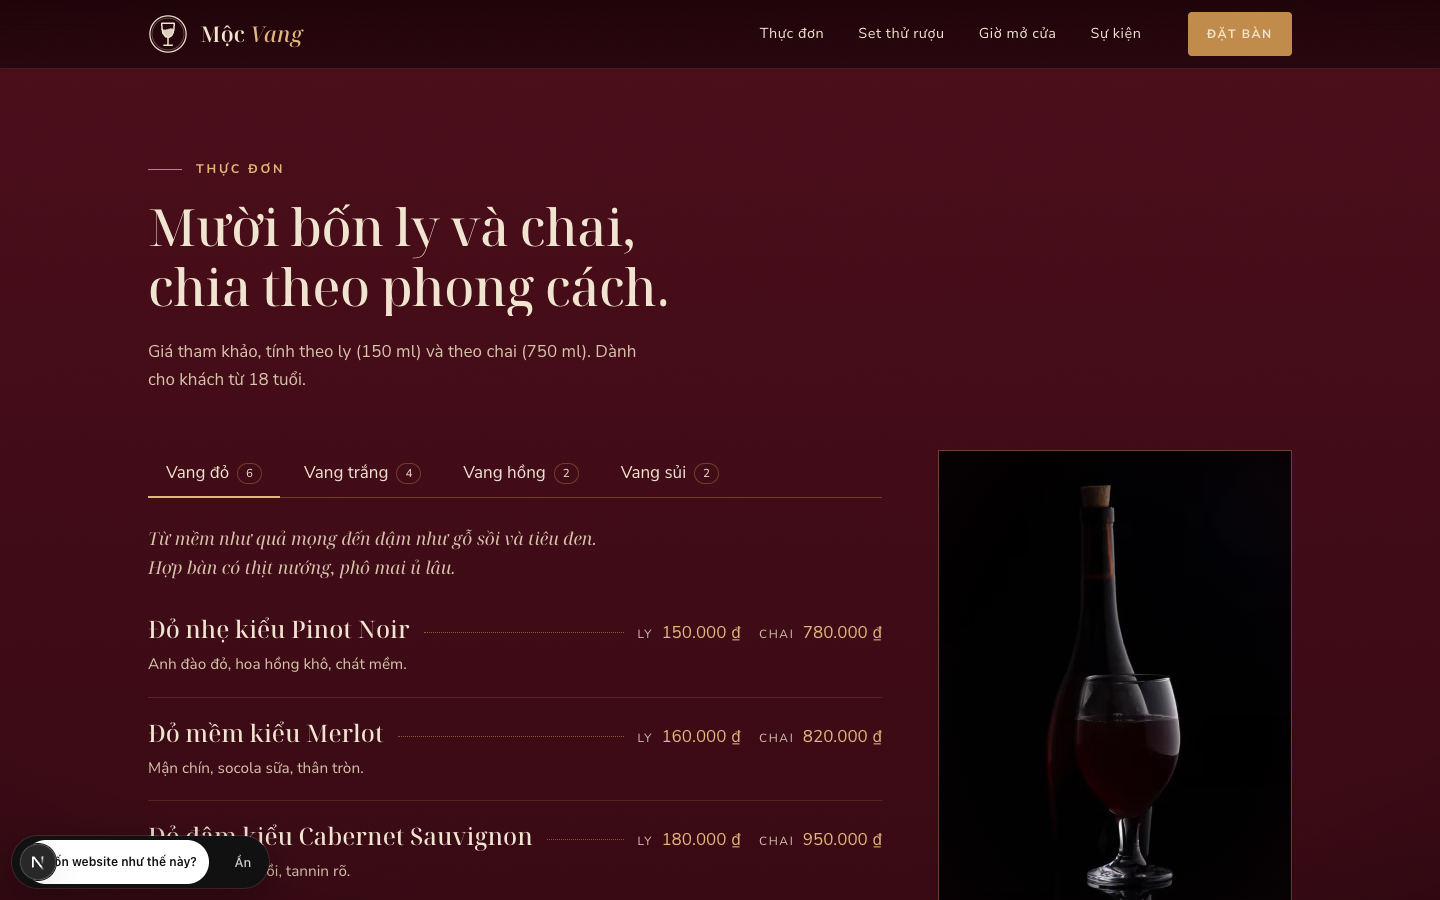 Mộc Vang
Thực đơn
Set thử rượu
Giờ mở cửa
Sự kiện
ĐẶT BÀN
THỰC ĐƠN
Mười bốn ly và chai,
chia theo phong cách.
Giá tham khảo, tính theo ly (150 ml) và theo chai (750 ml). Dành
cho khách từ 18 tuổi.
Vang đỏ 6
Vang trắng 4
Vang hồng 2
Vang sủi 2
Từ mềm như quả mọng đến đậm như gỗ sồi và tiêu đen.
Hợp bàn có thịt nướng, phô mai ủ lâu.
Đỏ nhẹ kiểu Pinot Noir LY 150.000 ₫ CHAI 780.000 ₫
Anh đào đỏ, hoa hồng khô, chát mềm.
Đỏ mềm kiểu Merlot LY 160.000 ₫ CHAI 820.000 ₫
Mận chín, socola sữa, thân tròn.
Đỏ đậm kiểu Cabernet Sauvignon LY 180.000 ₫ CHAI 950.000 ₫
tannin rõ.
website như thế này?
Ẩn